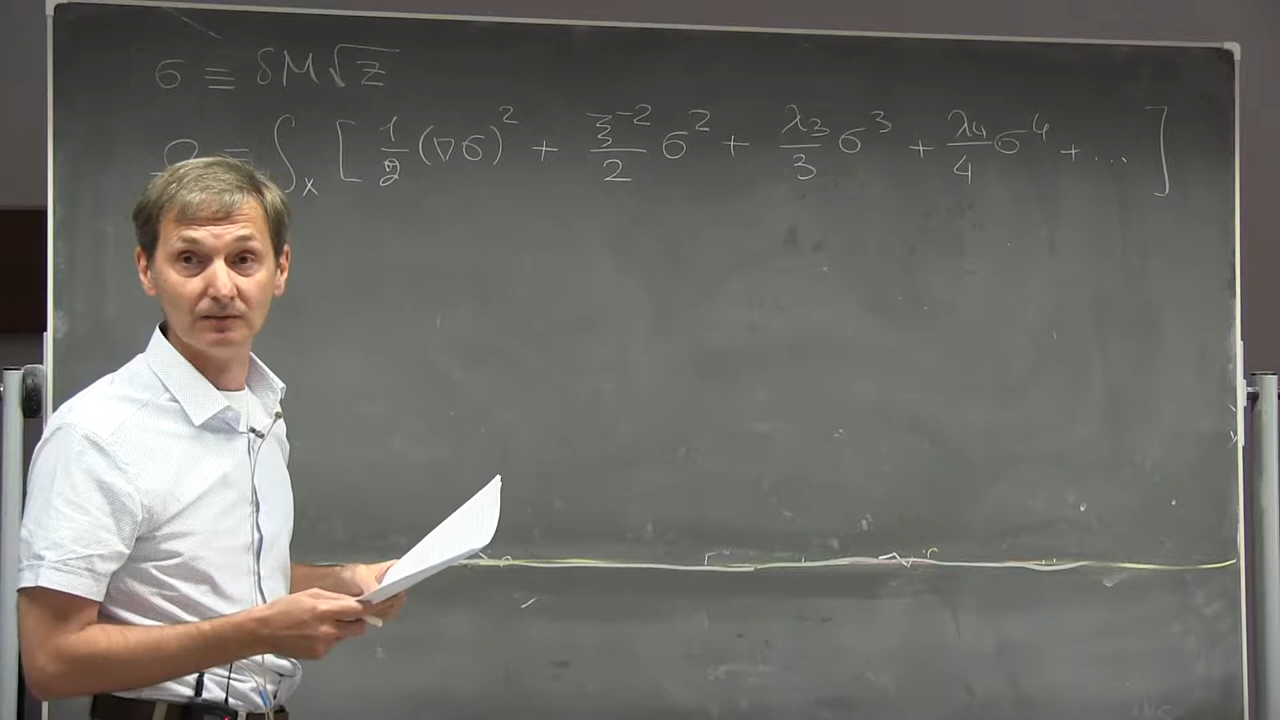 σ ≡ δM√z
Ω = ∫ₓ [ 1/2 (∇σ)² + ξ⁻²/2 σ² + λ₃/3 σ³ + λ₄/4 σ⁴ + .... ]